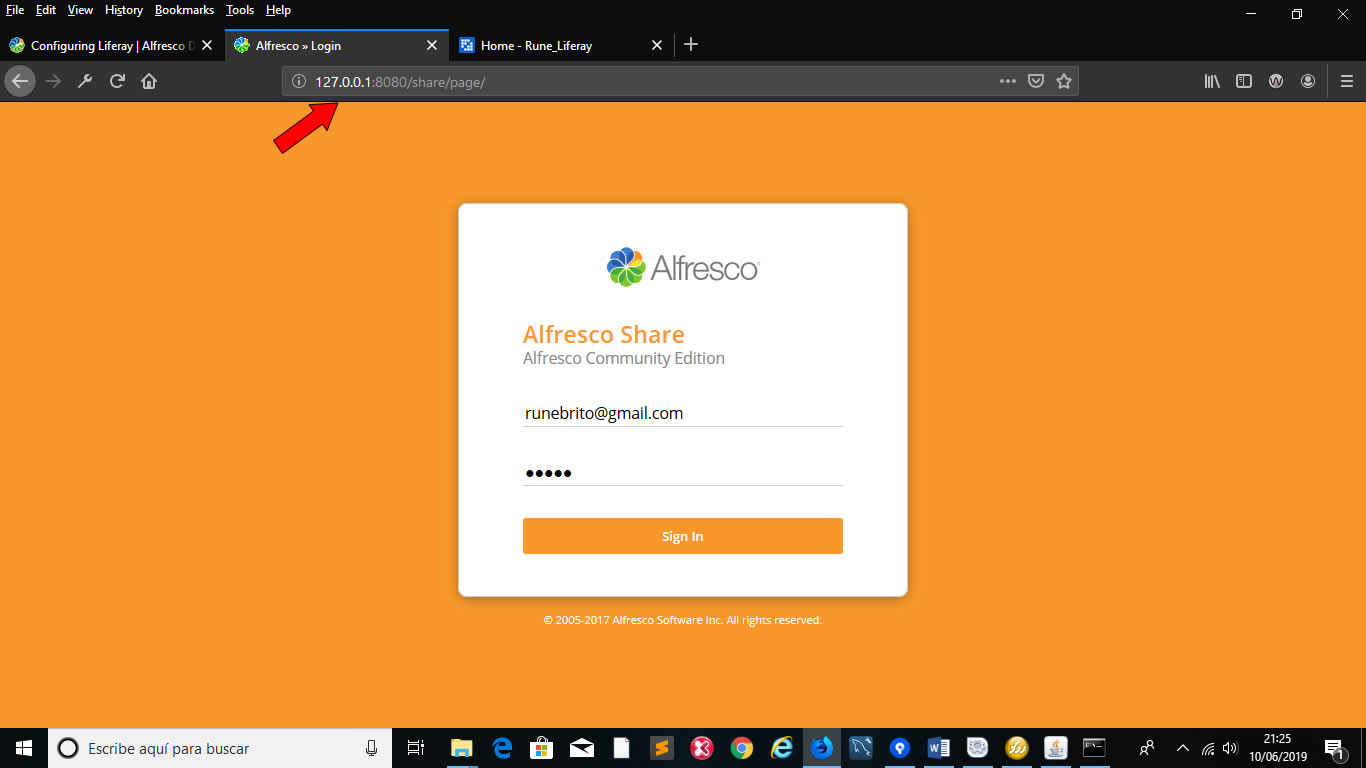 File Edit View History Bookmarks Tools Help
Configuring Liferay | Alfresco D
Alfresco » Login
Home - Rune_Liferay
127.0.0.1:8080/share/page/
Alfresco
Alfresco Share
Alfresco Community Edition
runebrito@gmail.com
•••••
Sign In
© 2005-2017 Alfresco Software Inc. All rights reserved.
Escribe aquí para buscar
21:25
10/06/2019
1